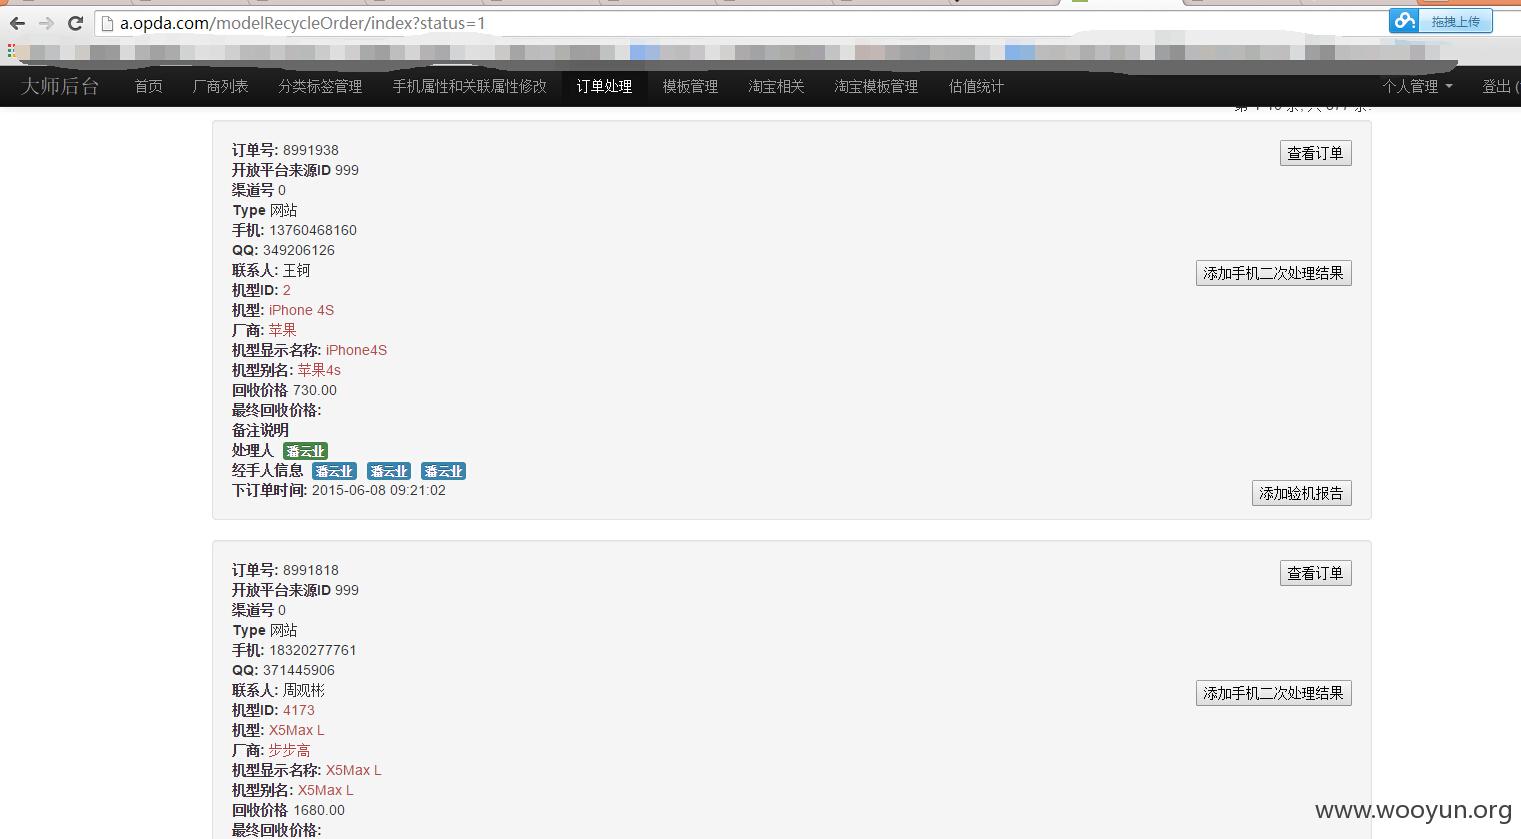 a.opda.com/modelRecycleOrder/index?status=1
拖拽上传
大师后台 首页 厂商列表 分类标签管理 手机属性和关联属性修改 订单处理 模板管理 淘宝相关 淘宝模板管理 估值统计 个人管理 登出 (
订单号: 8991938
查看订单
开放平台来源ID 999
渠道号 0
Type 网站
手机: 13760468160
QQ: 349206126
联系人: 王钶
添加手机二次处理结果
机型ID: 2
机型: iPhone 4S
厂商: 苹果
机型显示名称: iPhone4S
机型别名: 苹果4s
回收价格 730.00
最终回收价格:
备注说明
处理人 潘云业
经手人信息 潘云业 潘云业 潘云业
下订单时间: 2015-06-08 09:21:02
添加验机报告
订单号: 8991818
查看订单
开放平台来源ID 999
渠道号 0
Type 网站
手机: 18320277761
QQ: 371445906
联系人: 周观彬
添加手机二次处理结果
机型ID: 4173
机型: X5Max L
厂商: 步步高
机型显示名称: X5Max L
机型别名: X5Max L
回收价格 1680.00
最终回收价格:
www.wooyun.org